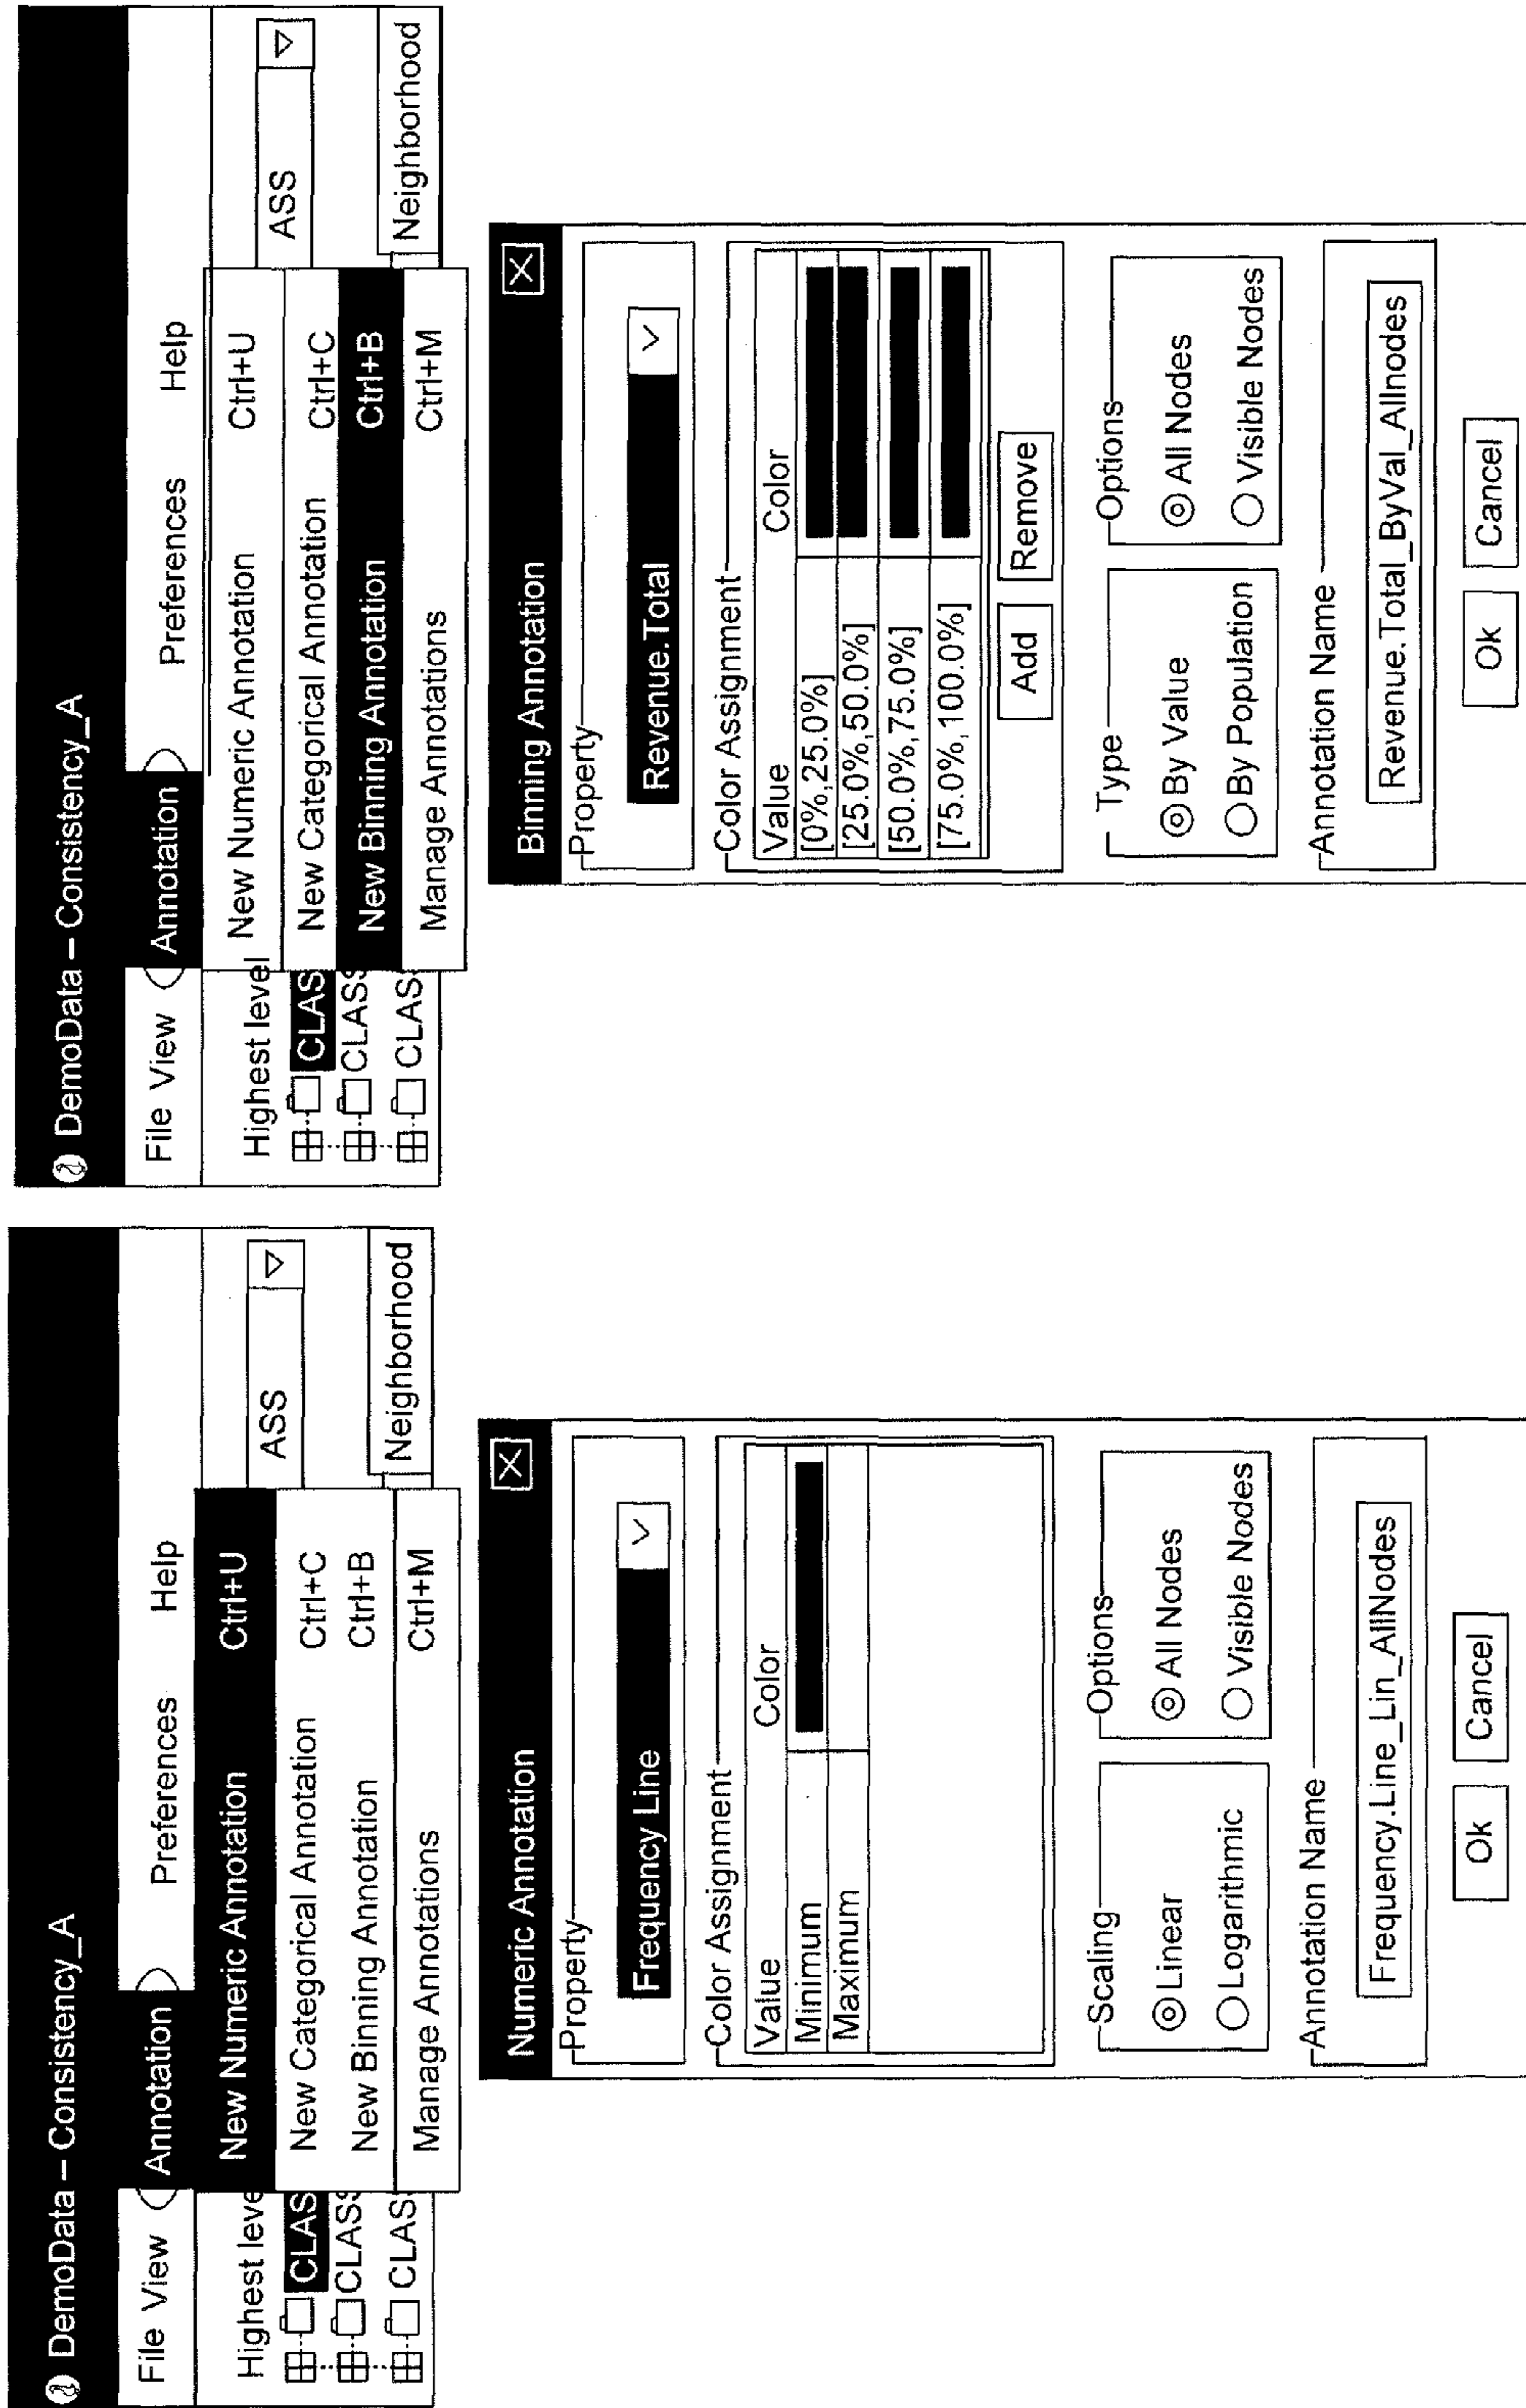 DemoData – Consistency_A
File View Annotation Preferences Help
New Numeric Annotation Ctrl+U
New Categorical Annotation Ctrl+C
New Binning Annotation Ctrl+B
Manage Annotations Ctrl+M
Highest leve
CLAS
CLASS
CLAS
ASS
Neighborhood
Numeric Annotation
Property
Frequency Line
Color Assignment
Value Color
Minimum
Maximum
Scaling
Linear
Logarithmic
Options
All Nodes
Visible Nodes
Annotation Name
Frequency.Line_Lin_AllNodes
Ok Cancel
DemoData – Consistency_A
File View Annotation Preferences Help
New Numeric Annotation Ctrl+U
New Categorical Annotation Ctrl+C
New Binning Annotation Ctrl+B
Manage Annotations Ctrl+M
Highest level
CLAS
CLASS
CLAS
ASS
Neighborhood
Binning Annotation
Property
Revenue.Total
Color Assignment
Value Color
[0%,25.0%]
[25.0%,50.0%]
[50.0%,75.0%]
[75.0%,100.0%]
Add Remove
Type
By Value
By Population
Options
All Nodes
Visible Nodes
Annotation Name
Revenue.Total_ByVal_Allnodes
Ok Cancel